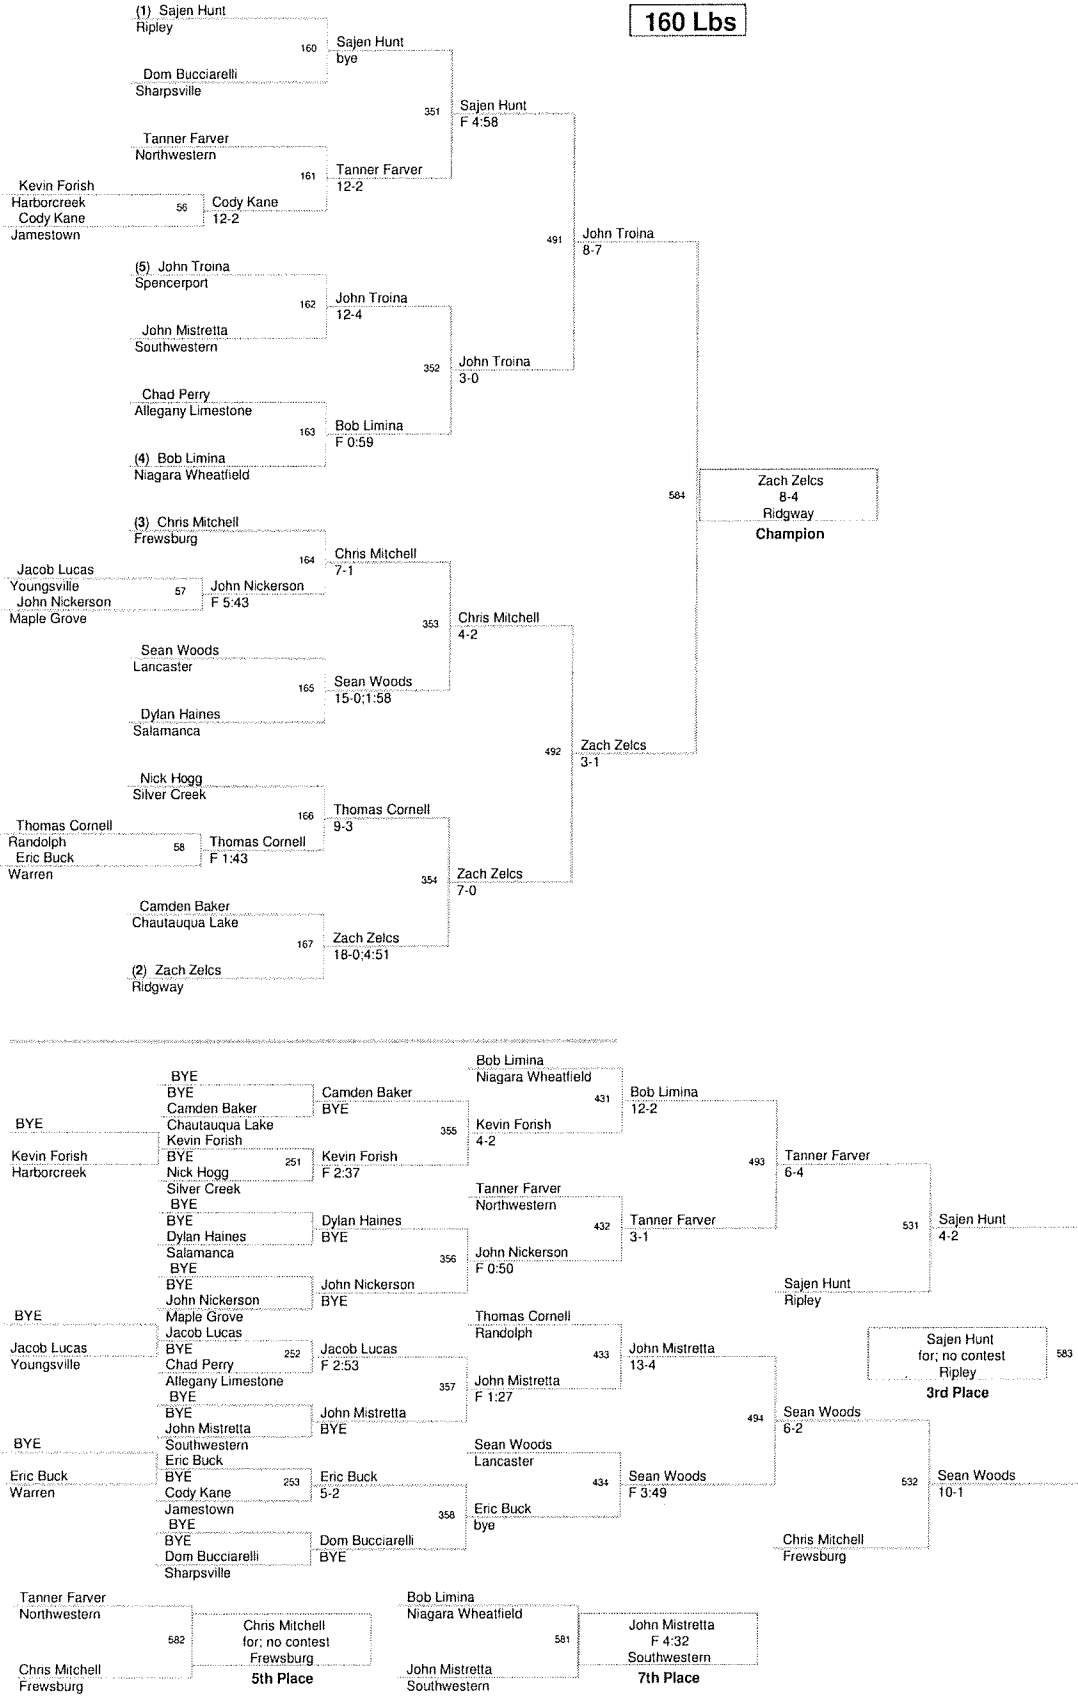 160 Lbs
(1) Sajen Hunt
Ripley
160
Sajen Hunt
bye
Dom Bucciarelli
Sharpsville
351
Sajen Hunt
F 4:58
Tanner Farver
Northwestern
161
Tanner Farver
12-2
Kevin Forish
Harborcreek
56
Cody Kane
12-2
Cody Kane
Jamestown
491
John Troina
8-7
(5) John Troina
Spencerport
162
John Troina
12-4
John Mistretta
Southwestern
352
John Troina
3-0
Chad Perry
Allegany Limestone
163
Bob Limina
F 0:59
(4) Bob Limina
Niagara Wheatfield
584
Zach Zelcs
8-4
Ridgway
Champion
(3) Chris Mitchell
Frewsburg
164
Chris Mitchell
7-1
Jacob Lucas
Youngsville
57
John Nickerson
F 5:43
John Nickerson
Maple Grove
353
Chris Mitchell
4-2
Sean Woods
Lancaster
165
Sean Woods
15-0;1:58
Dylan Haines
Salamanca
492
Zach Zelcs
3-1
Nick Hogg
Silver Creek
166
Thomas Cornell
9-3
Thomas Cornell
Randolph
58
Thomas Cornell
F 1:43
Eric Buck
Warren
354
Zach Zelcs
7-0
Camden Baker
Chautauqua Lake
167
Zach Zelcs
18-0;4:51
(2) Zach Zelcs
Ridgway
Bob Limina
Niagara Wheatfield
BYE
BYE
Camden Baker
BYE
Camden Baker
Chautauqua Lake
431
Bob Limina
12-2
BYE
355
Kevin Forish
4-2
Kevin Forish
Harborcreek
Kevin Forish
BYE
251
Kevin Forish
F 2:37
Nick Hogg
Silver Creek
493
Tanner Farver
6-4
Tanner Farver
Northwestern
BYE
BYE
Dylan Haines
BYE
Dylan Haines
Salamanca
432
Tanner Farver
3-1
531
Sajen Hunt
4-2
356
John Nickerson
F 0:50
BYE
BYE
John Nickerson
BYE
John Nickerson
Maple Grove
Sajen Hunt
Ripley
BYE
Thomas Cornell
Randolph
Jacob Lucas
Youngsville
Jacob Lucas
BYE
252
Jacob Lucas
F 2:53
Chad Perry
Allegany Limestone
433
John Mistretta
13-4
Sajen Hunt
for; no contest
Ripley
583
3rd Place
357
John Mistretta
F 1:27
BYE
BYE
John Mistretta
BYE
John Mistretta
Southwestern
494
Sean Woods
6-2
BYE
Sean Woods
Lancaster
Eric Buck
Warren
Eric Buck
BYE
253
Eric Buck
5-2
Cody Kane
Jamestown
434
Sean Woods
F 3:49
532
Sean Woods
10-1
358
Eric Buck
bye
BYE
BYE
Dom Bucciarelli
BYE
Dom Bucciarelli
Sharpsville
Chris Mitchell
Frewsburg
Tanner Farver
Northwestern
582
Chris Mitchell
for; no contest
Frewsburg
5th Place
Chris Mitchell
Frewsburg
Bob Limina
Niagara Wheatfield
581
John Mistretta
F 4:32
Southwestern
7th Place
John Mistretta
Southwestern